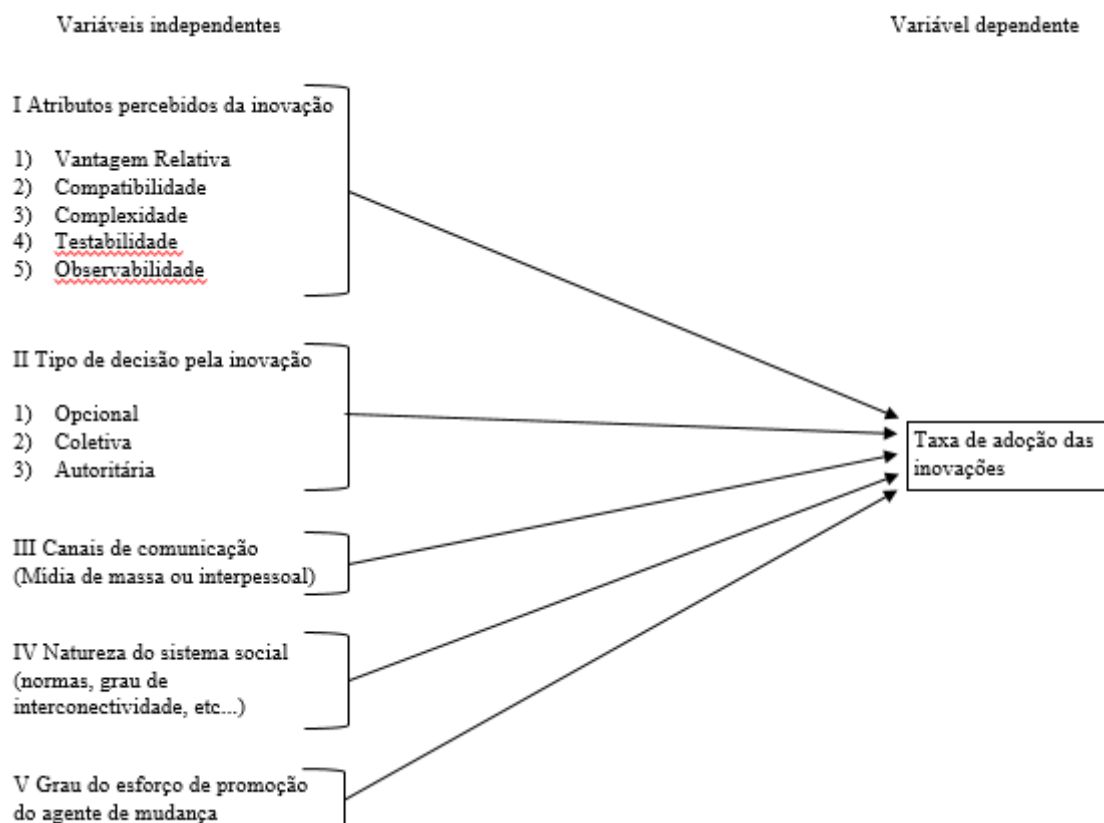 Variáveis independentes
Variável dependente
I Atributos percebidos da inovação
1) Vantagem Relativa
2) Compatibilidade
3) Complexidade
4) Testabilidade
5) Observabilidade
II Tipo de decisão pela inovação
1) Opcional
2) Coletiva
3) Autoritária
Taxa de adoção das
inovações
III Canais de comunicação
(Mídia de massa ou interpessoal)
IV Natureza do sistema social
(normas, grau de
interconectividade, etc...)
V Grau do esforço de promoção
do agente de mudança